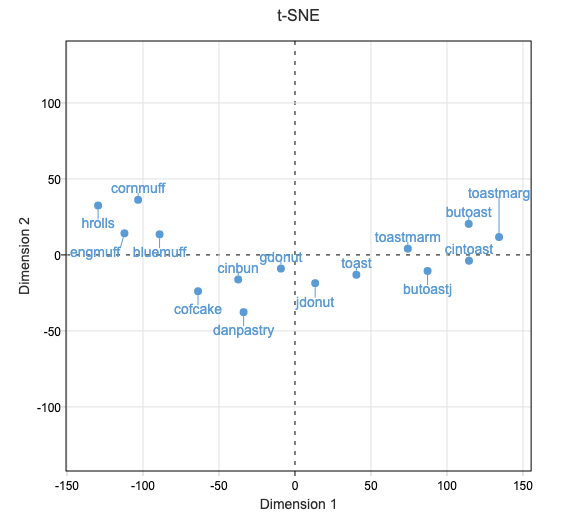 t-SNE
Dimension 2
100
50
0
-50
-100
cornmuff
hrolls
engmuff
bluemuff
cofcake
cinbun
danpastry
gdonut
jdonut
toast
toastmarm
butoastj
butoast
toastmarg
cintoast
-150
-100
-50
0
50
100
150
Dimension 1